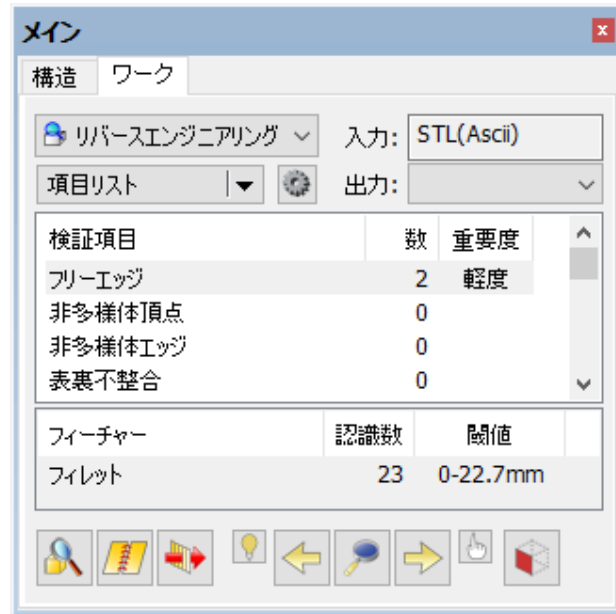 メイン
構造 ワーク
リバースエンジニアリング 入力: STL(Ascii)
項目リスト 出力:
検証項目 数 重要度
フリーエッジ 2 軽度
非多様体頂点 0
非多様体エッジ 0
表裏不整合 0
フィーチャー 認識数 閾値
フィレット 23 0-22.7mm